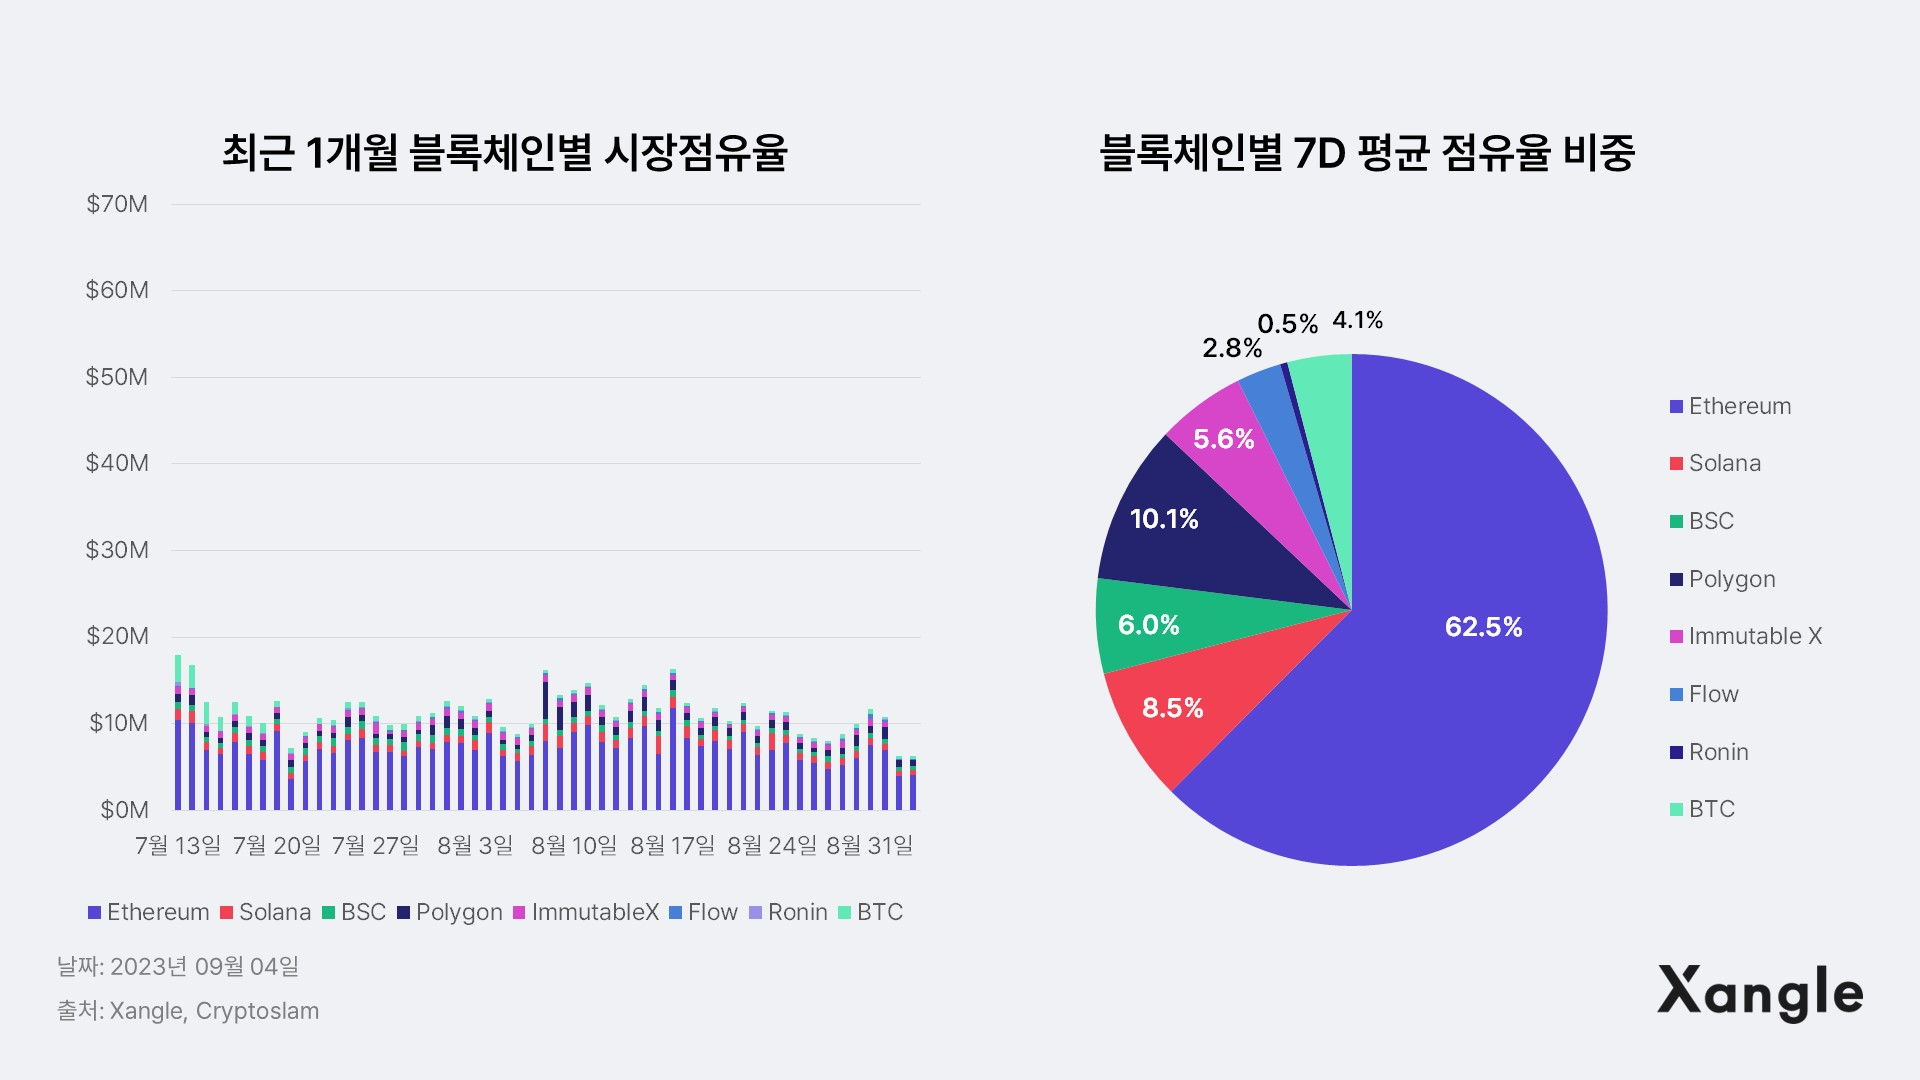 최근 1개월 블록체인별 시장점유율
$70M
$60M
$50M
$40M
$30M
$20M
$10M
$0M
7월 13일 7월 20일 7월 27일 8월 3일 8월 10일 8월 17일 8월 24일 8월 31일
Ethereum Solana BSC Polygon ImmutableX Flow Ronin BTC
블록체인별 7D 평균 점유율 비중
62.5%
8.5%
6.0%
10.1%
5.6%
2.8%
0.5%
4.1%
Ethereum
Solana
BSC
Polygon
Immutable X
Flow
Ronin
BTC
날짜: 2023년 09월 04일
출처: Xangle, Cryptoslam
Xangle